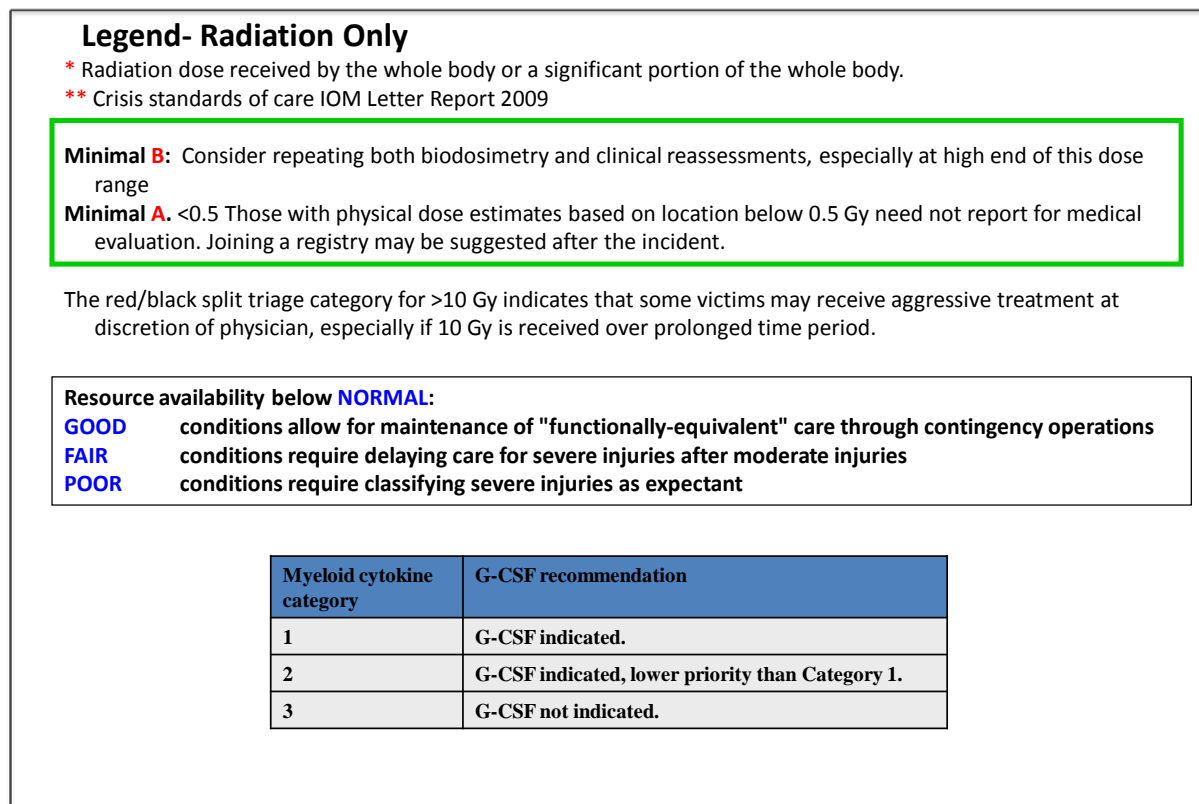 Legend- Radiation Only
* Radiation dose received by the whole body or a significant portion of the whole body.
** Crisis standards of care IOM Letter Report 2009
Minimal B: Consider repeating both biodosimetry and clinical reassessments, especially at high end of this dose
range
Minimal A. <0.5 Those with physical dose estimates based on location below 0.5 Gy need not report for medical
evaluation. Joining a registry may be suggested after the incident.
The red/black split triage category for >10 Gy indicates that some victims may receive aggressive treatment at
discretion of physician, especially if 10 Gy is received over prolonged time period.
Resource availability below NORMAL:
GOOD conditions allow for maintenance of "functionally-equivalent" care through contingency operations
FAIR conditions require delaying care for severe injuries after moderate injuries
POOR conditions require classifying severe injuries as expectant
Myeloid cytokine G-CSF recommendation
category
1 G-CSF indicated.
2 G-CSF indicated, lower priority than Category 1.
3 G-CSF not indicated.